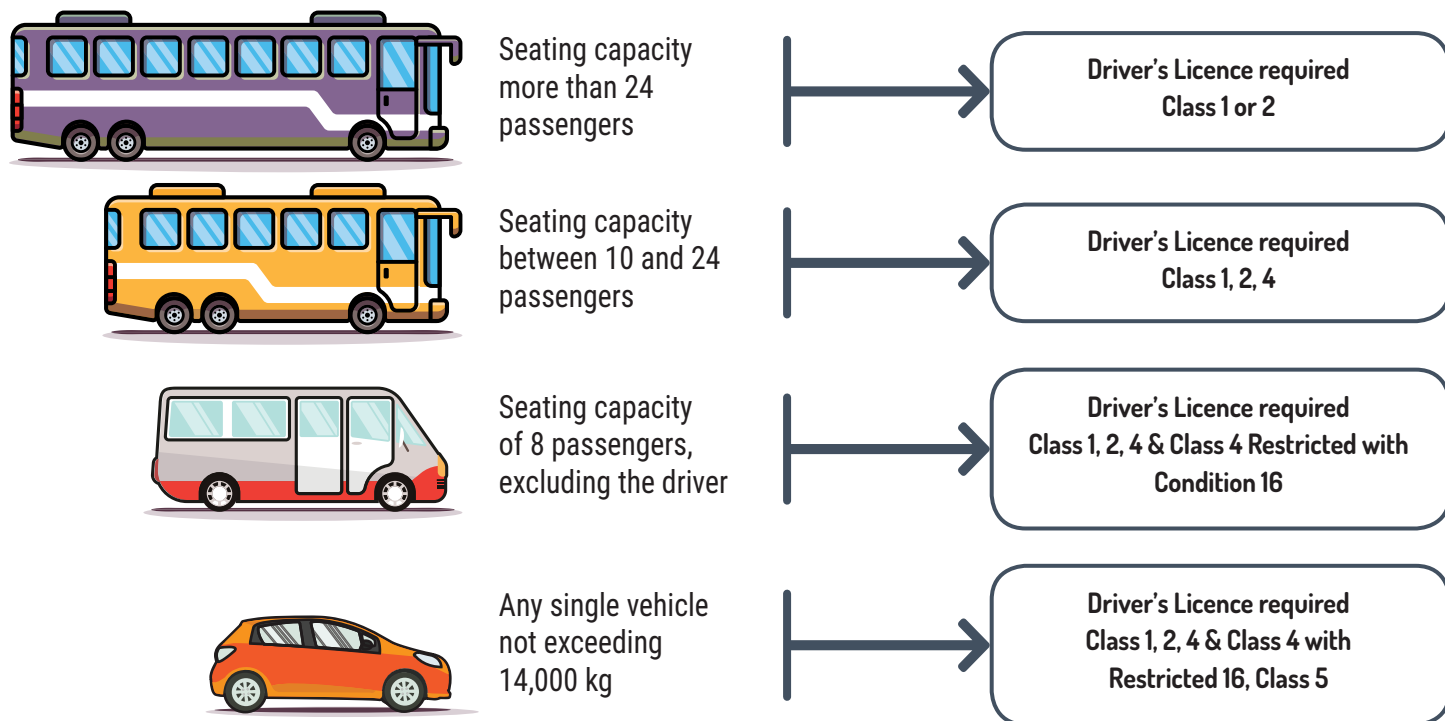 Seating capacity
more than 24
passengers
Driver's Licence required
Class 1 or 2
Seating capacity
between 10 and 24
passengers
Driver's Licence required
Class 1, 2, 4
Seating capacity
of 8 passengers,
excluding the driver
Driver's Licence required
Class 1, 2, 4 & Class 4 Restricted with
Condition 16
Any single vehicle
not exceeding
14,000 kg
Driver's Licence required
Class 1, 2, 4 & Class 4 with
Restricted 16, Class 5